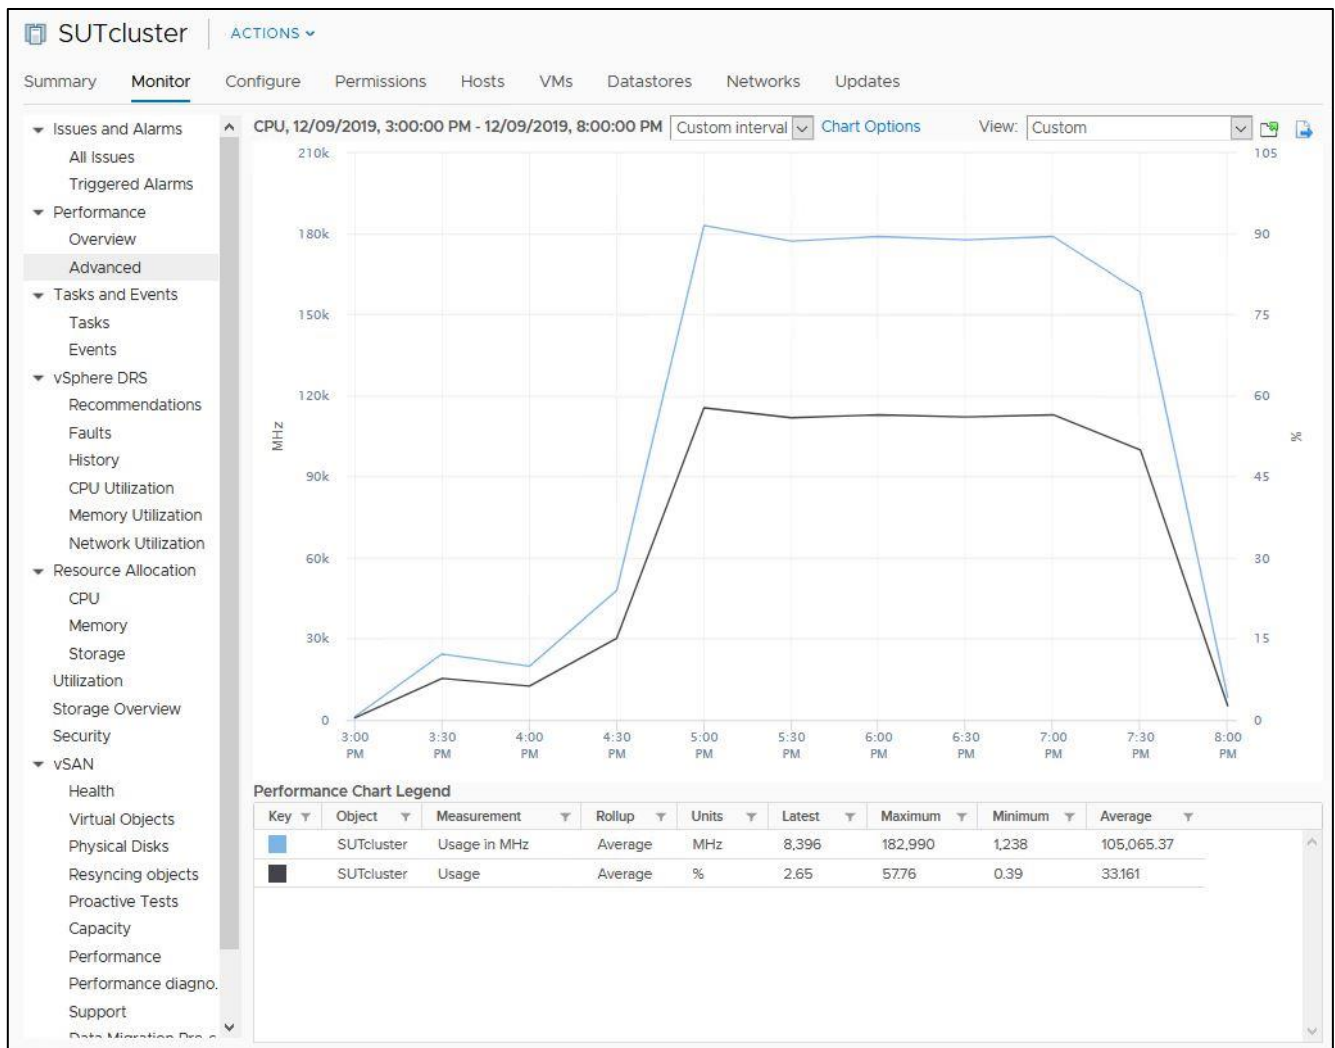 SUTcluster ACTIONS
Summary Monitor Configure Permissions Hosts VMs Datastores Networks Updates
Issues and Alarms
All Issues
Triggered Alarms
Performance
Overview
Advanced
Tasks and Events
Tasks
Events
vSphere DRS
Recommendations
Faults
History
CPU Utilization
Memory Utilization
Network Utilization
Resource Allocation
CPU
Memory
Storage
Utilization
Storage Overview
Security
vSAN
Health
Virtual Objects
Physical Disks
Resyncing objects
Proactive Tests
Capacity
Performance
Performance diagno.
Support
CPU, 12/09/2019, 3:00:00 PM - 12/09/2019, 8:00:00 PM Custom interval Chart Options View: Custom
210k 105
180k 90
150k 75
120k 60
MHz %
90k 45
60k 30
30k 15
0 0
3:00 3:30 4:00 4:30 5:00 5:30 6:00 6:30 7:00 7:30 8:00
PM PM PM PM PM PM PM PM PM PM PM
Performance Chart Legend
Key Object Measurement Rollup Units Latest Maximum Minimum Average
SUTcluster Usage in MHz Average MHz 8,396 182,990 1,238 105,065.37
SUTcluster Usage Average % 2.65 57.76 0.39 33.161